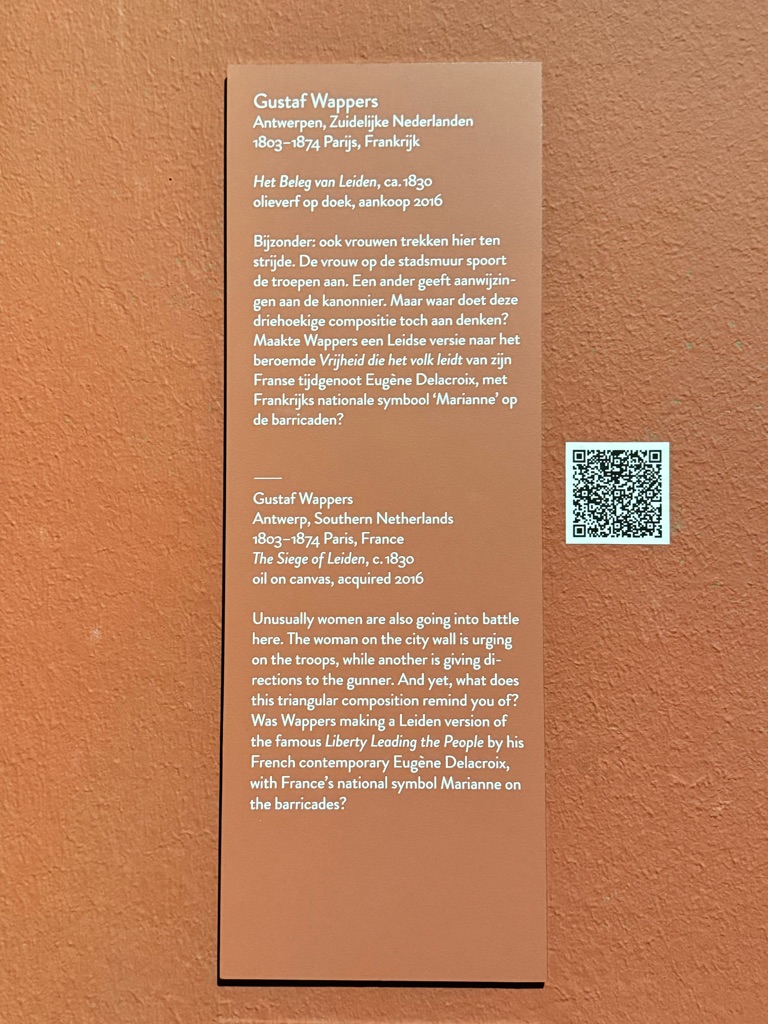 Gustaf Wappers
Antwerpen, Zuidelijke Nederlanden
1803–1874 Parijs, Frankrijk
Het Beleg van Leiden, ca. 1830
olieverf op doek, aankoop 2016
Bijzonder: ook vrouwen trekken hier ten
strijde. De vrouw op de stadsmuur spoort
de troepen aan. Een ander geeft aanwijzin-
gen aan de kanonnier. Maar waar doet deze
driehoekige compositie toch aan denken?
Maakte Wappers een Leidse versie naar het
beroemde Vrijheid die het volk leidt van zijn
Franse tijdgenoot Eugène Delacroix, met
Frankrijks nationale symbool ‘Marianne’ op
de barricaden?
Gustaf Wappers
Antwerp, Southern Netherlands
1803–1874 Paris, France
The Siege of Leiden, c. 1830
oil on canvas, acquired 2016
Unusually women are also going into battle
here. The woman on the city wall is urging
on the troops, while another is giving di-
rections to the gunner. And yet, what does
this triangular composition remind you of?
Was Wappers making a Leiden version of
the famous Liberty Leading the People by his
French contemporary Eugène Delacroix,
with France’s national symbol Marianne on
the barricades?